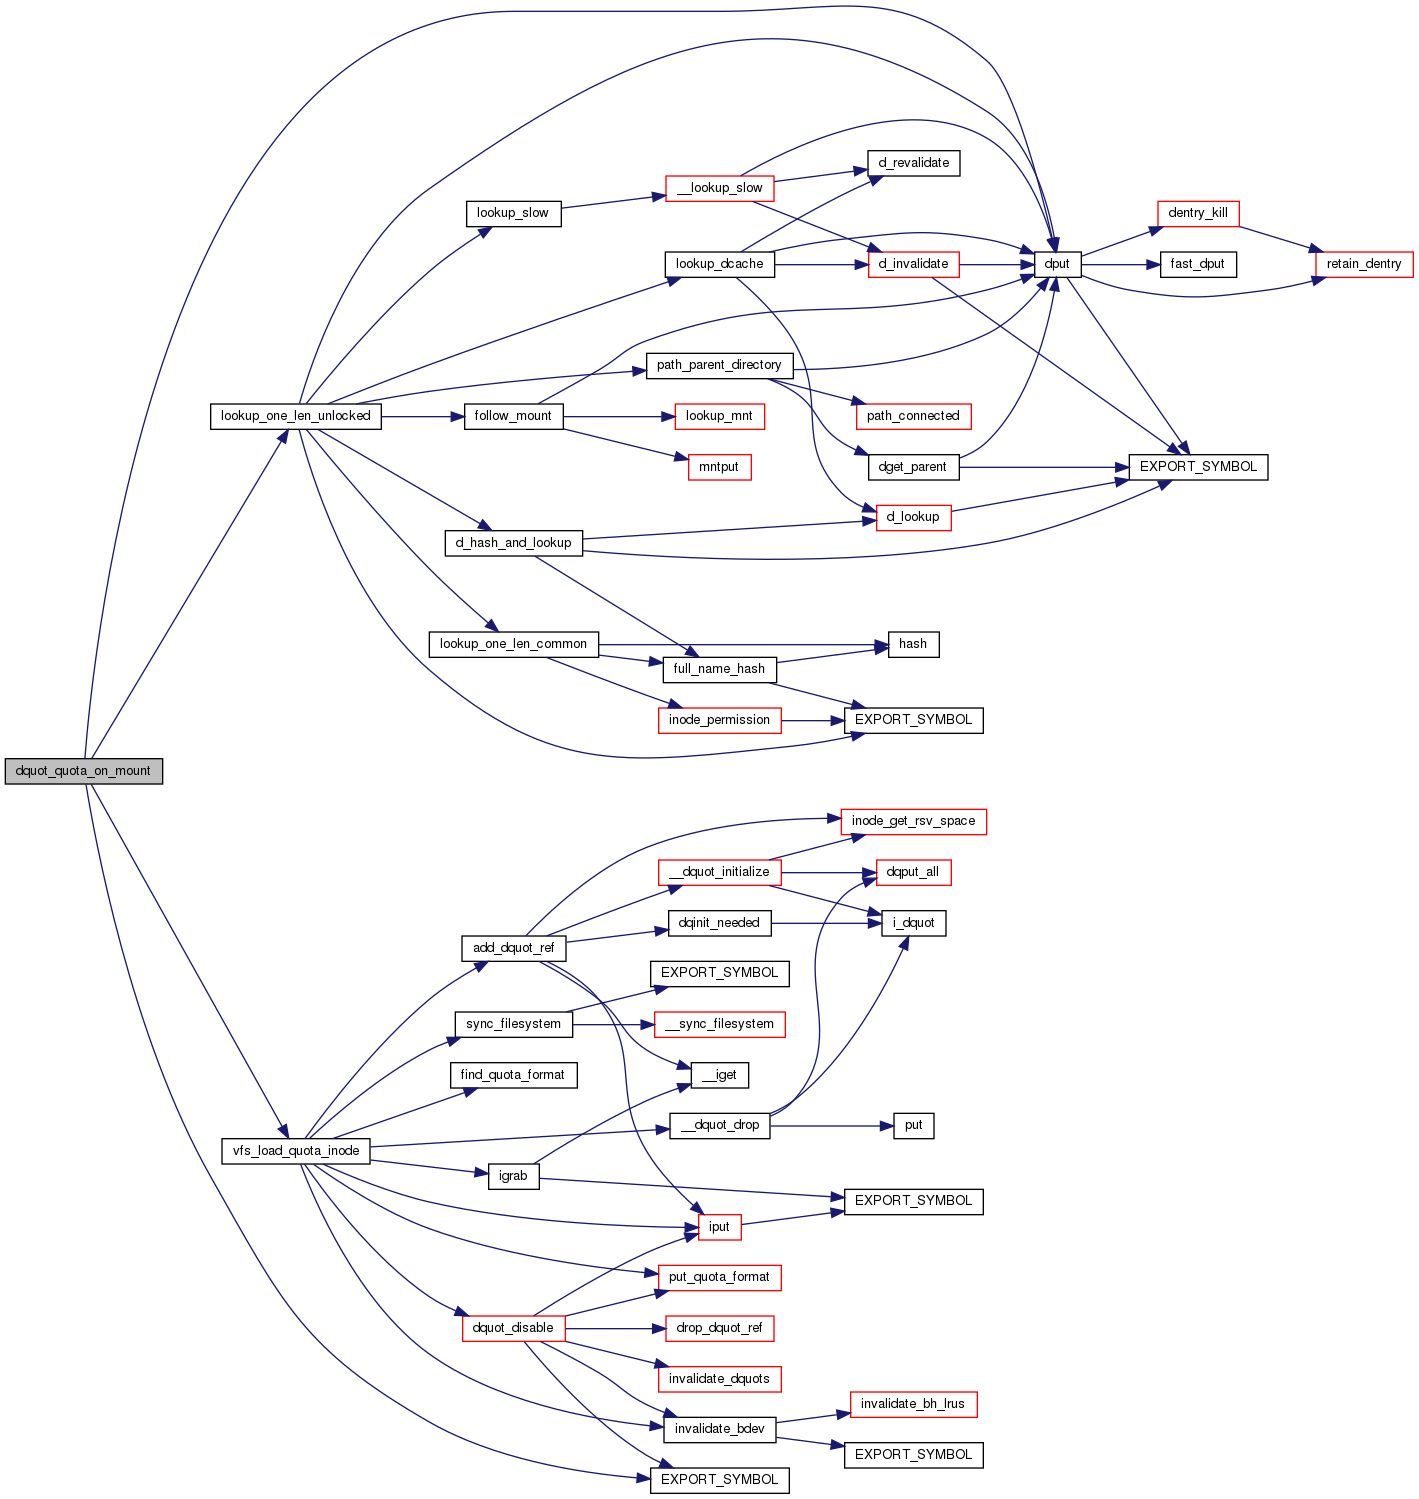 d_revalidate
__lookup_slow
dentry_kill
lookup_slow
lookup_dcache
d_invalidate
dput
fast_dput
retain_dentry
path_parent_directory
lookup_one_len_unlocked
follow_mount
lookup_mnt
path_connected
mntput
dget_parent
EXPORT_SYMBOL
d_lookup
d_hash_and_lookup
lookup_one_len_common
hash
full_name_hash
inode_permission
EXPORT_SYMBOL
dquot_quota_on_mount
inode_get_rsv_space
__dquot_initialize
dqput_all
dqinit_needed
i_dquot
add_dquot_ref
EXPORT_SYMBOL
sync_filesystem
__sync_filesystem
find_quota_format
__iget
__dquot_drop
put
vfs_load_quota_inode
igrab
EXPORT_SYMBOL
iput
put_quota_format
dquot_disable
drop_dquot_ref
invalidate_dquots
invalidate_bh_lrus
invalidate_bdev
EXPORT_SYMBOL
EXPORT_SYMBOL